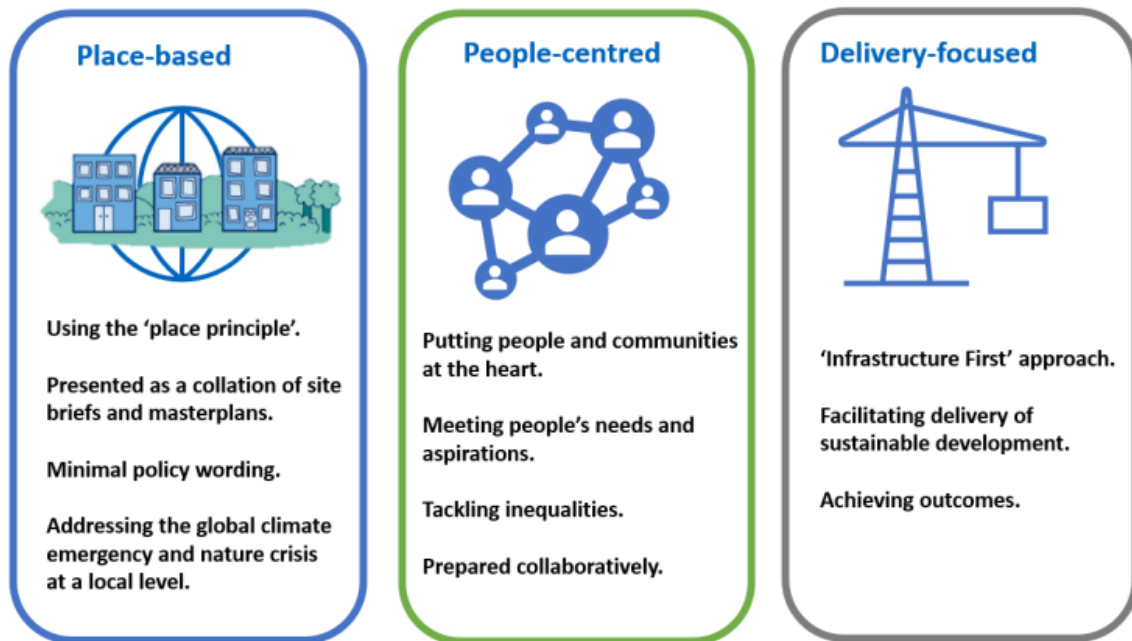 Place-based
Using the ‘place principle’.
Presented as a collation of site
briefs and masterplans.
Minimal policy wording.
Addressing the global climate
emergency and nature crisis
at a local level.
People-centred
Putting people and communities
at the heart.
Meeting people’s needs and
aspirations.
Tackling inequalities.
Prepared collaboratively.
Delivery-focused
‘Infrastructure First’ approach.
Facilitating delivery of
sustainable development.
Achieving outcomes.